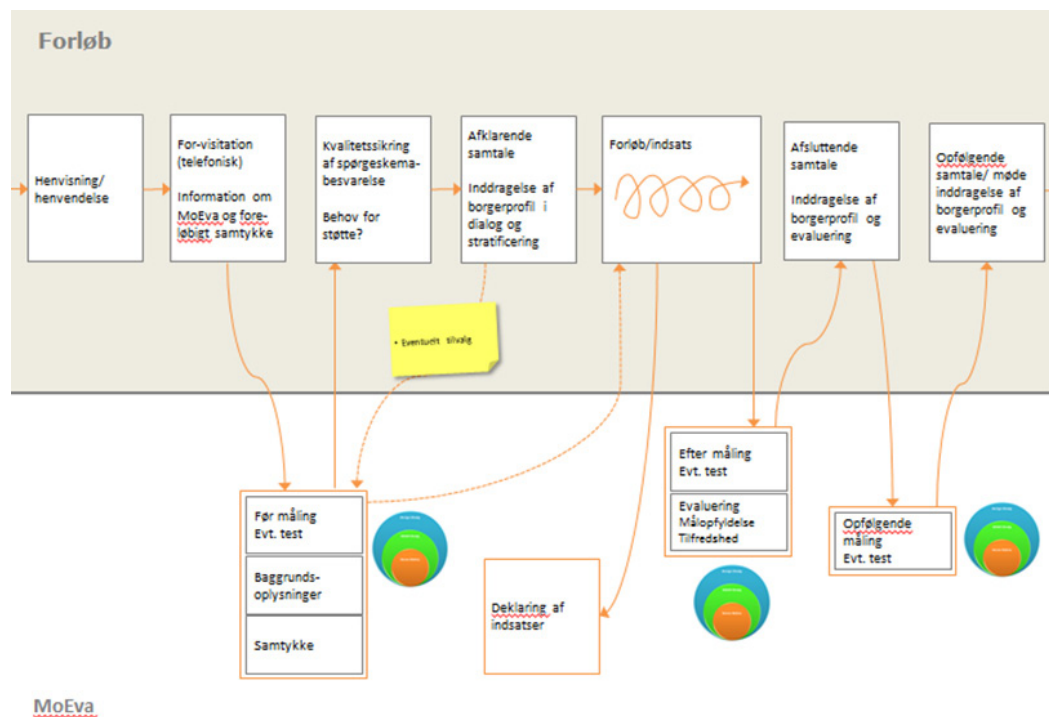 Forløb
Henvisning/
henvendelse
For-visitation
(telefonisk)
Information om
MoEva og fore-
løbigt samtykke
Kvalitetssikring
af spørgeskema-
besvarelse
Behov for
støtte?
Afklarende
samtale
Inddragelse af
borgerprofil i
dialog og
stratificering
Forløb/indsats
Afsluttende
samtale
Inddragelse af
borgerprofil og
evaluering
Opfølgende
samtale/ møde
inddragelse af
borgerprofil og
evaluering
• Eventuelt tilvalg
Før måling
Evt. test
Baggrunds-
oplysninger
Samtykke
Deklaring af
indsatser
Efter måling
Evt. test
Evaluering
Målopfyldelse
Tilfredshed
Opfølgende
måling
Evt. test
MoEva